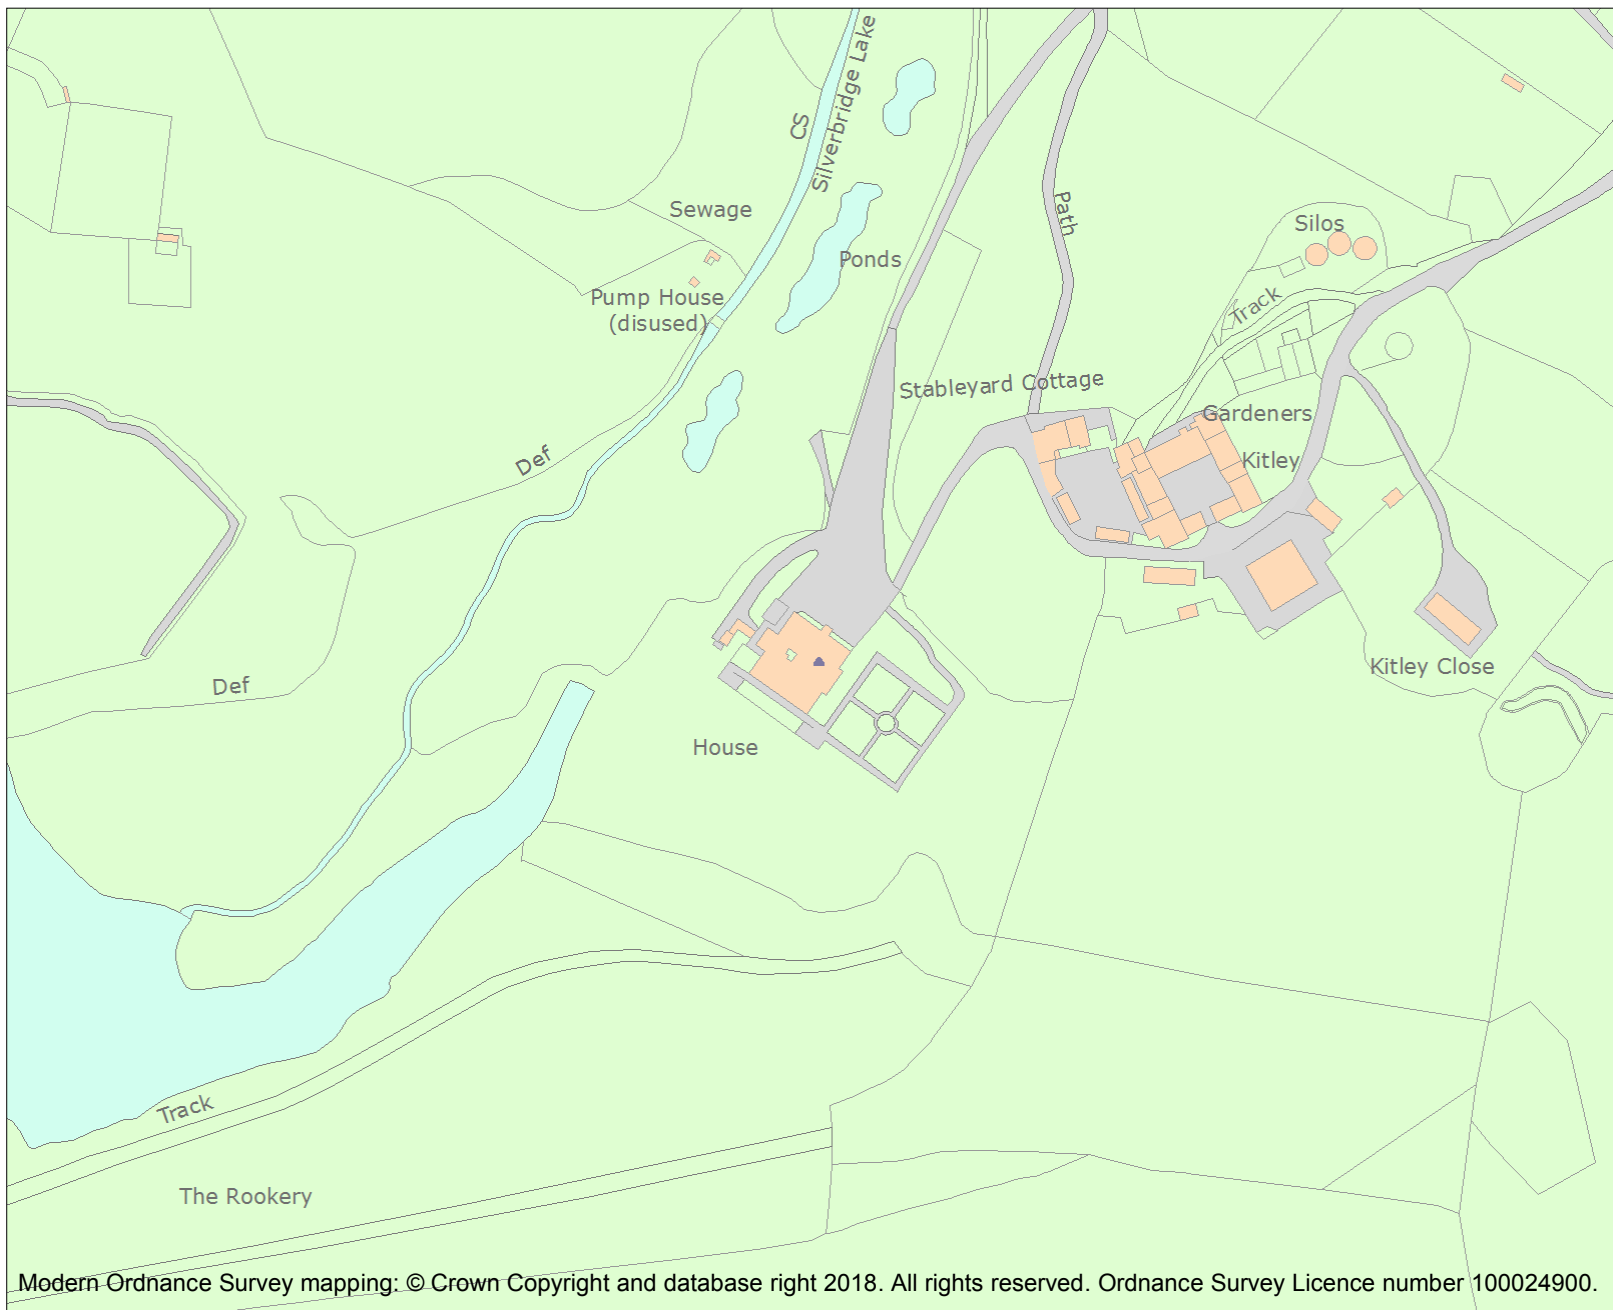 CS
Silverbridge Lake
Sewage
Path
Silos
Ponds
Pump House
(disused)
Track
Stableyard Cottage
Gardeners
Def
Kitley
Def
Kitley Close
House
Track
The Rookery
Modern Ordnance Survey mapping: © Crown Copyright and database right 2018. All rights reserved. Ordnance Survey Licence number 100024900.